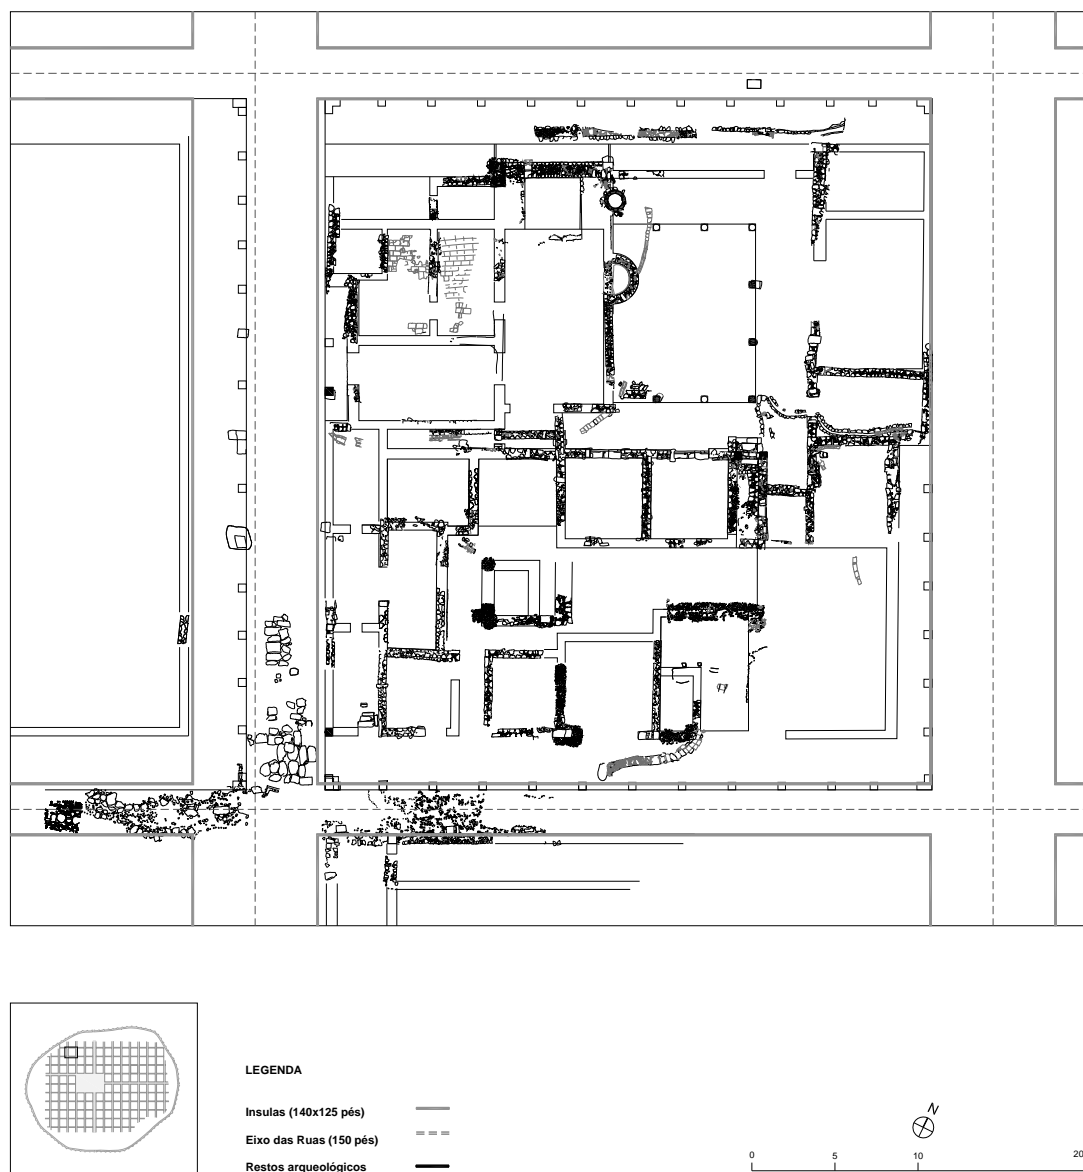 LEGENDA
Insulas (140x125 pés)
Eixo das Ruas (150 pés)
Restos arqueológicos
N
0 5 10 20